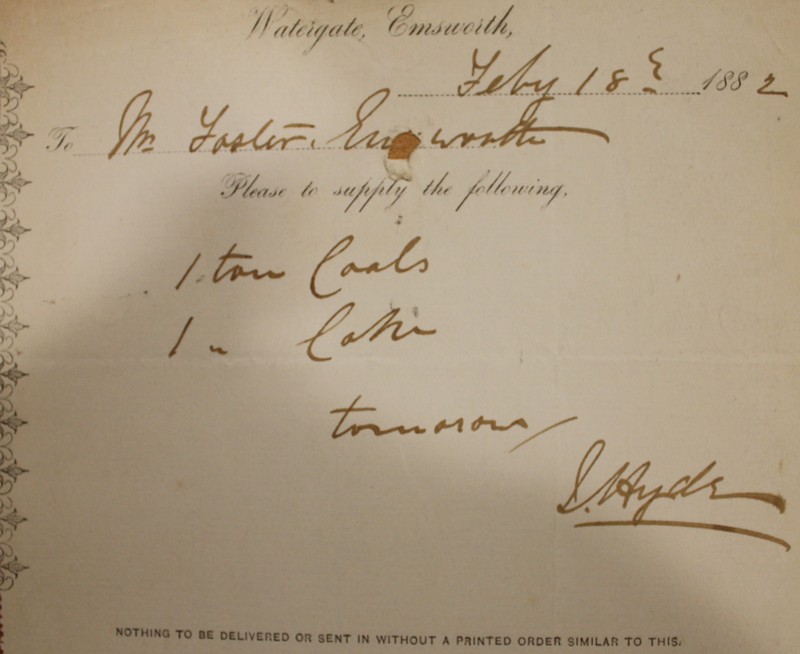 Watergate, Emsworth,
Feby 18th 1882
To Mr Foster. Emsworth
Please to supply the following,
1 ton Coals
1 " Coke
tomorow
J. Hyde
NOTHING TO BE DELIVERED OR SENT IN WITHOUT A PRINTED ORDER SIMILAR TO THIS.